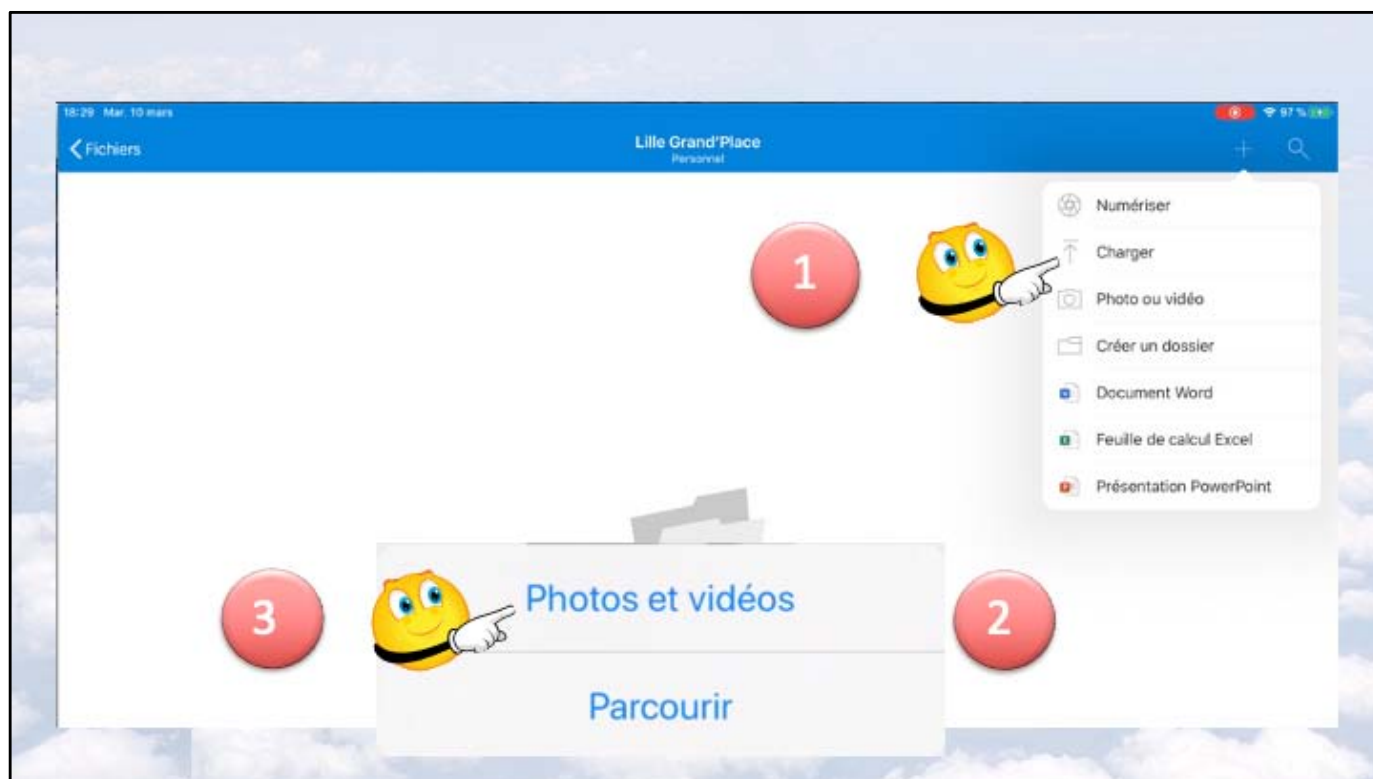 18:29 Mar. 10 mars
97 %
Fichiers
Lille Grand'Place
Personnel
Numériser
1
Charger
Photo ou vidéo
Créer un dossier
Document Word
Feuille de calcul Excel
Présentation PowerPoint
3
Photos et vidéos
2
Parcourir